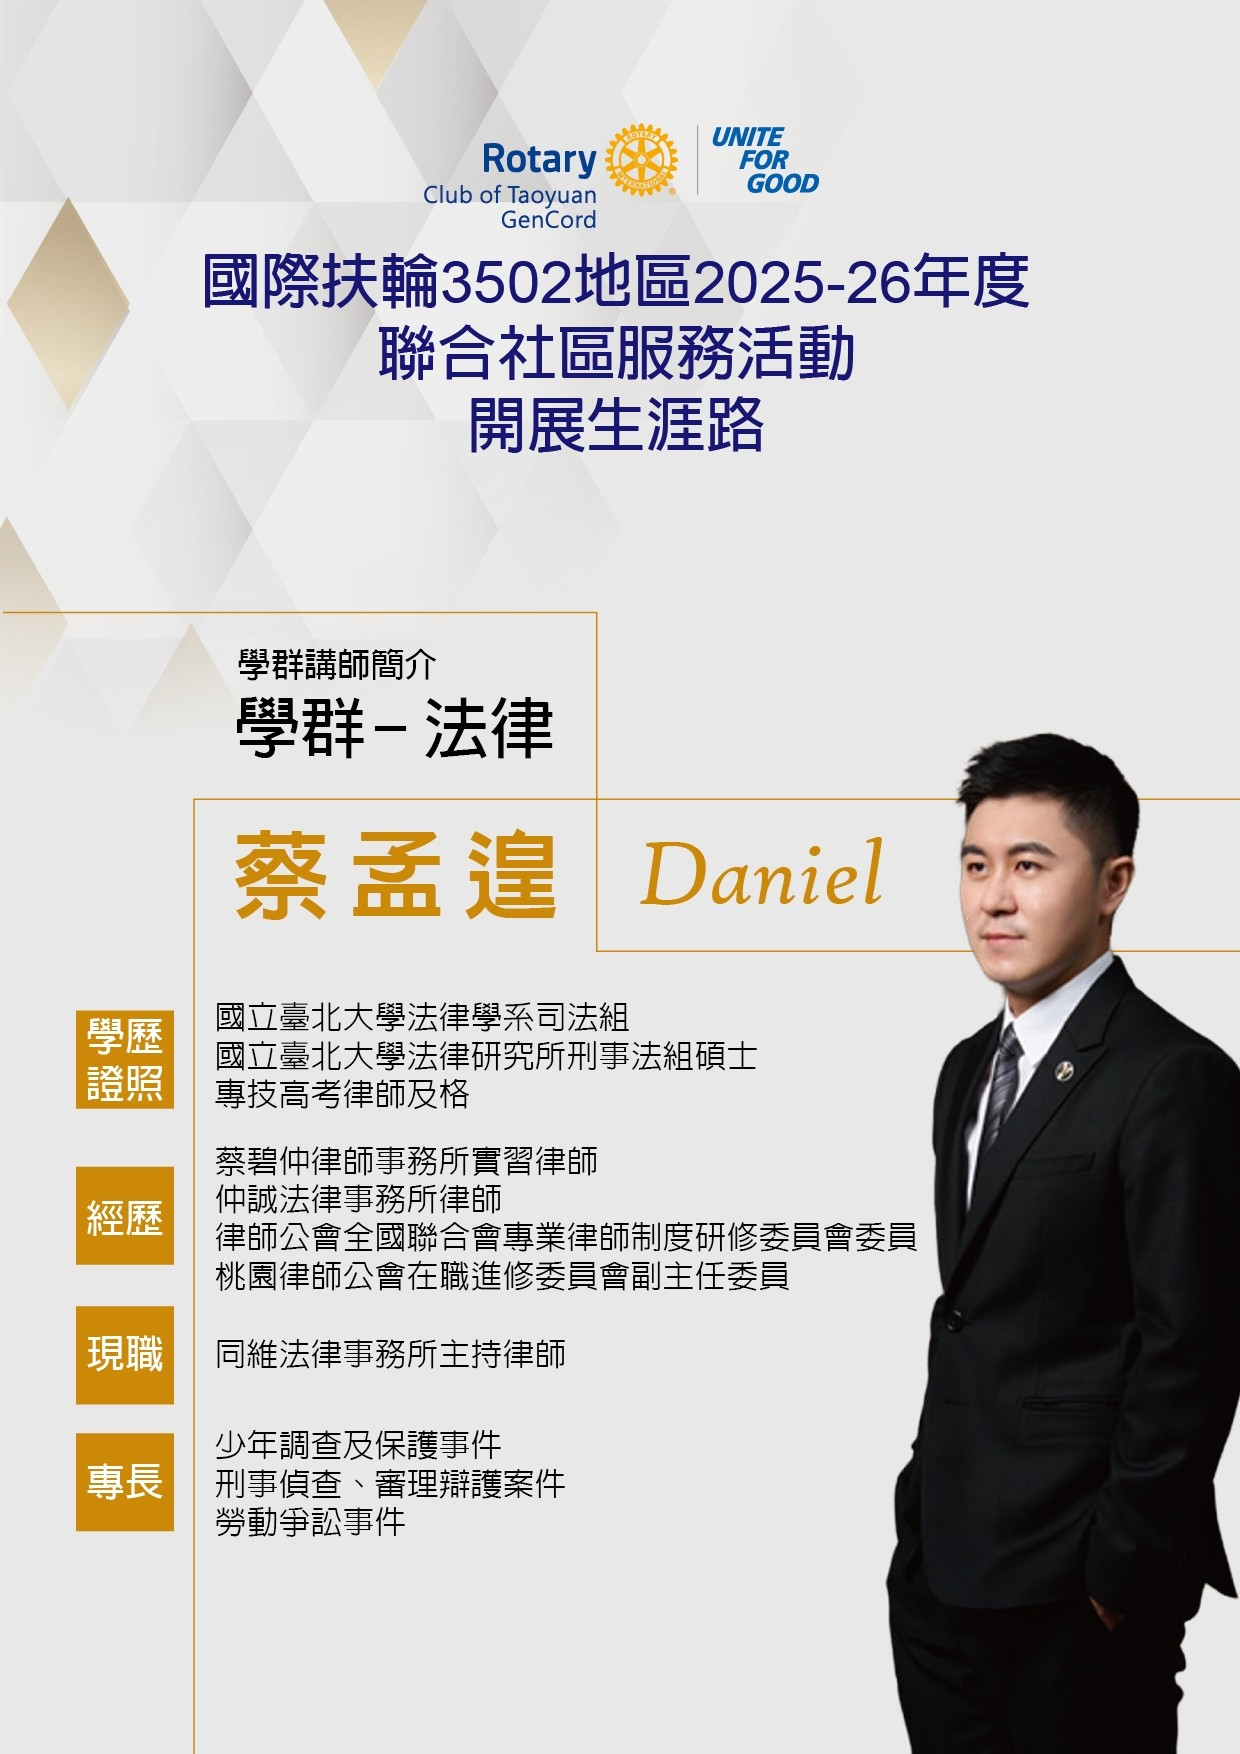 Rotary
Club of Taoyuan
GenCord
UNITE
FOR
GOOD
國際扶輪3502地區2025-26年度
聯合社區服務活動
開展生涯路
學群講師簡介
學群－法律
蔡孟遑 Daniel
學歷
證照
國立臺北大學法律學系司法組
國立臺北大學法律研究所刑事法組碩士
專技高考律師及格
經歷
蔡碧仲律師事務所實習律師
仲誠法律事務所律師
律師公會全國聯合會專業律師制度研修委員會委員
桃園律師公會在職進修委員會副主任委員
現職
同維法律事務所主持律師
專長
少年調查及保護事件
刑事偵查、審理辯護案件
勞動爭訟事件